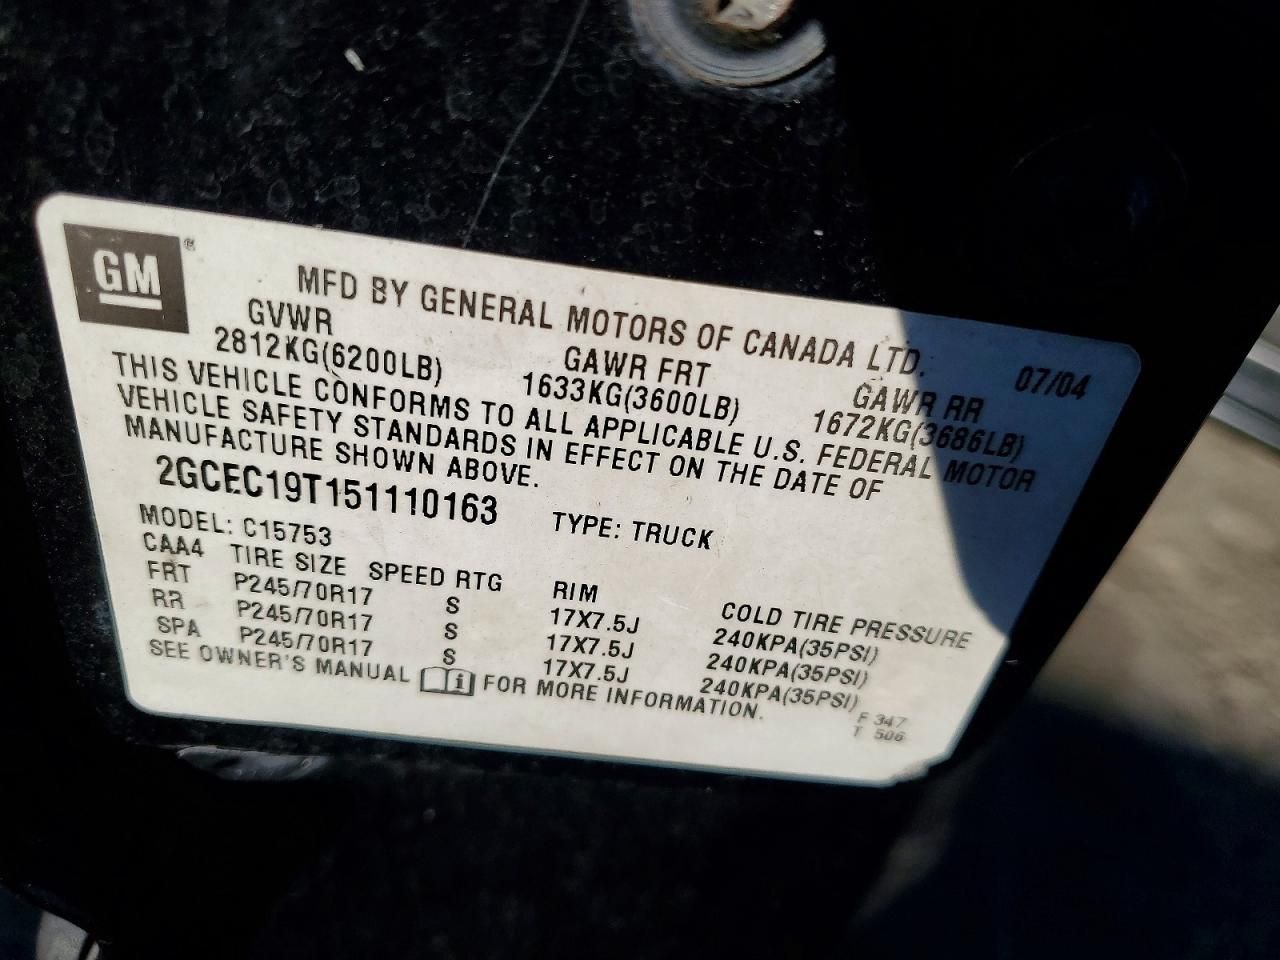 GM ®
MFD BY GENERAL MOTORS OF CANADA LTD. 07/04
GVWR GAWR FRT GAWR RR
2812KG(6200LB) 1633KG(3600LB) 1672KG(3686LB)
THIS VEHICLE CONFORMS TO ALL APPLICABLE U.S. FEDERAL MOTOR
VEHICLE SAFETY STANDARDS IN EFFECT ON THE DATE OF
MANUFACTURE SHOWN ABOVE.
2GCEC19T151110163 TYPE: TRUCK
MODEL: C15753
CAA4 TIRE SIZE SPEED RTG RIM COLD TIRE PRESSURE
FRT P245/70R17 S 17X7.5J 240KPA(35PSI)
RR P245/70R17 S 17X7.5J 240KPA(35PSI)
SPA P245/70R17 S 17X7.5J 240KPA(35PSI)
SEE OWNER'S MANUAL i FOR MORE INFORMATION.
F 347
T 506